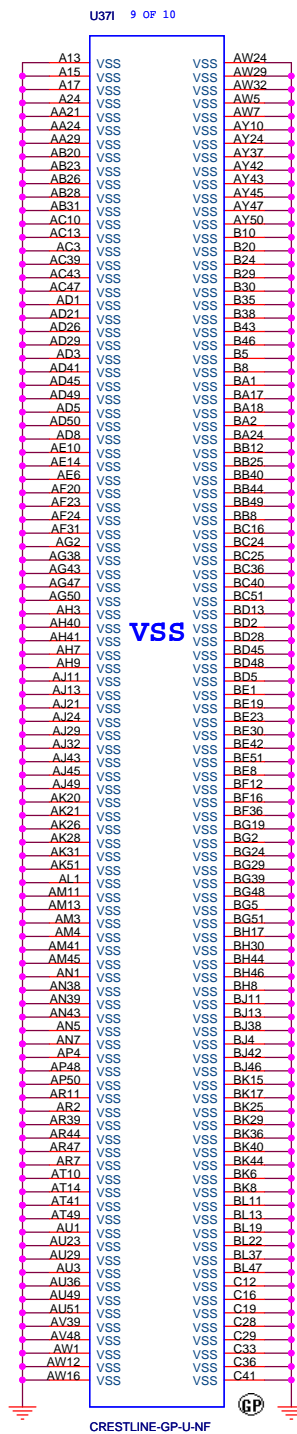 U37I 9 OF 10
A13 VSS VSS AW24
A15 VSS VSS AW29
A17 VSS VSS AW32
A24 VSS VSS AW5
AA21 VSS VSS AW7
AA24 VSS VSS AY10
AA29 VSS VSS AY24
AB20 VSS VSS AY37
AB23 VSS VSS AY42
AB26 VSS VSS AY43
AB28 VSS VSS AY45
AB31 VSS VSS AY47
AC10 VSS VSS AY50
AC13 VSS VSS B10
AC3 VSS VSS B20
AC39 VSS VSS B24
AC43 VSS VSS B29
AC47 VSS VSS B30
AD1 VSS VSS B35
AD21 VSS VSS B38
AD26 VSS VSS B43
AD29 VSS VSS B46
AD3 VSS VSS B5
AD41 VSS VSS B8
AD45 VSS VSS BA1
AD49 VSS VSS BA17
AD5 VSS VSS BA18
AD50 VSS VSS BA2
AD8 VSS VSS BA24
AE10 VSS VSS BB12
AE14 VSS VSS BB25
AE6 VSS VSS BB40
AF20 VSS VSS BB44
AF23 VSS VSS BB49
AF24 VSS VSS BB8
AF31 VSS VSS BC16
AG2 VSS VSS BC24
AG38 VSS VSS BC25
AG43 VSS VSS BC36
AG47 VSS VSS BC40
AG50 VSS VSS BC51
AH3 VSS VSS BD13
AH40 VSS VSS BD2
VSS
AH41 VSS VSS BD28
AH7 VSS VSS BD45
AH9 VSS VSS BD48
AJ11 VSS VSS BD5
AJ13 VSS VSS BE1
AJ21 VSS VSS BE19
AJ24 VSS VSS BE23
AJ29 VSS VSS BE30
AJ32 VSS VSS BE42
AJ43 VSS VSS BE51
AJ45 VSS VSS BE8
AJ49 VSS VSS BF12
AK20 VSS VSS BF16
AK21 VSS VSS BF36
AK26 VSS VSS BG19
AK28 VSS VSS BG2
AK31 VSS VSS BG24
AK51 VSS VSS BG29
AL1 VSS VSS BG39
AM11 VSS VSS BG48
AM13 VSS VSS BG5
AM3 VSS VSS BG51
AM4 VSS VSS BH17
AM41 VSS VSS BH30
AM45 VSS VSS BH44
AN1 VSS VSS BH46
AN38 VSS VSS BH8
AN39 VSS VSS BJ11
AN43 VSS VSS BJ13
AN5 VSS VSS BJ38
AN7 VSS VSS BJ4
AP4 VSS VSS BJ42
AP48 VSS VSS BJ46
AP50 VSS VSS BK15
AR11 VSS VSS BK17
AR2 VSS VSS BK25
AR39 VSS VSS BK29
AR44 VSS VSS BK36
AR47 VSS VSS BK40
AR7 VSS VSS BK44
AT10 VSS VSS BK6
AT14 VSS VSS BK8
AT41 VSS VSS BL11
AT49 VSS VSS BL13
AU1 VSS VSS BL19
AU23 VSS VSS BL22
AU29 VSS VSS BL37
AU3 VSS VSS BL47
AU36 VSS VSS C12
AU49 VSS VSS C16
AU51 VSS VSS C19
AV39 VSS VSS C28
AV48 VSS VSS C29
AW1 VSS VSS C33
AW12 VSS VSS C36
AW16 VSS VSS C41
GP
CRESTLINE-GP-U-NF